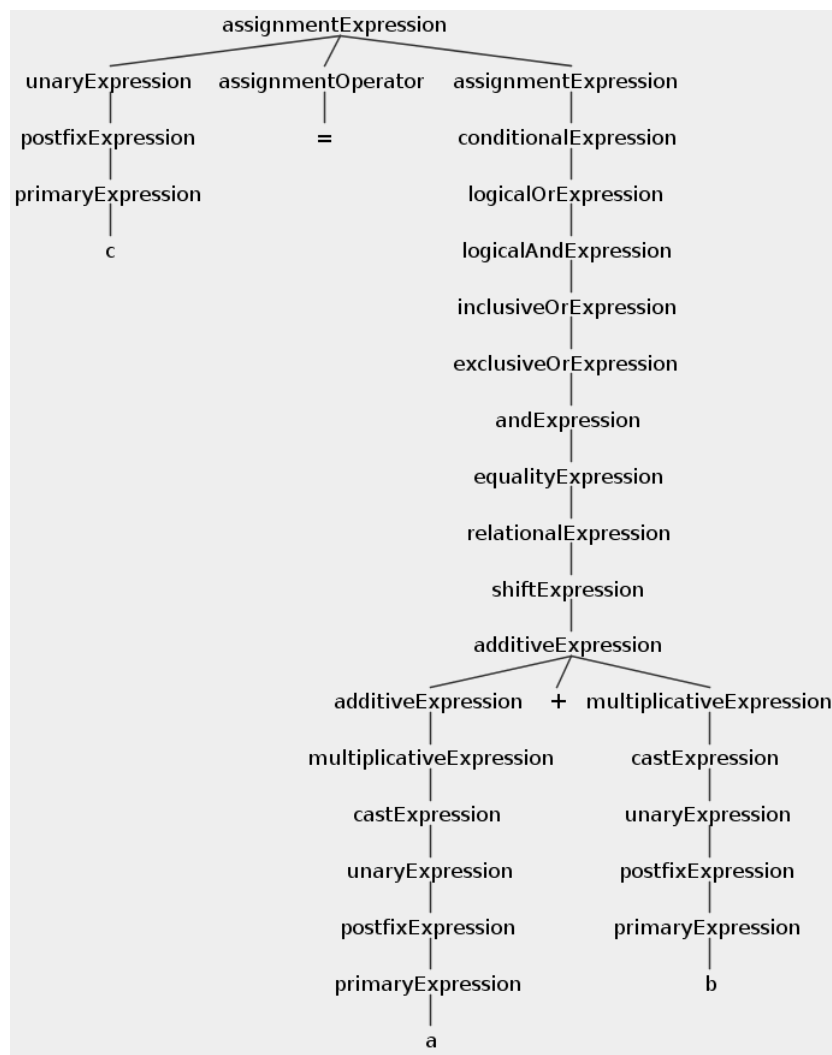 assignmentExpression
unaryExpression assignmentOperator assignmentExpression
postfixExpression = conditionalExpression
primaryExpression logicalOrExpression
c logicalAndExpression
inclusiveOrExpression
exclusiveOrExpression
andExpression
equalityExpression
relationalExpression
shiftExpression
additiveExpression
additiveExpression + multiplicativeExpression
multiplicativeExpression castExpression
castExpression unaryExpression
unaryExpression postfixExpression
postfixExpression primaryExpression
primaryExpression b
a